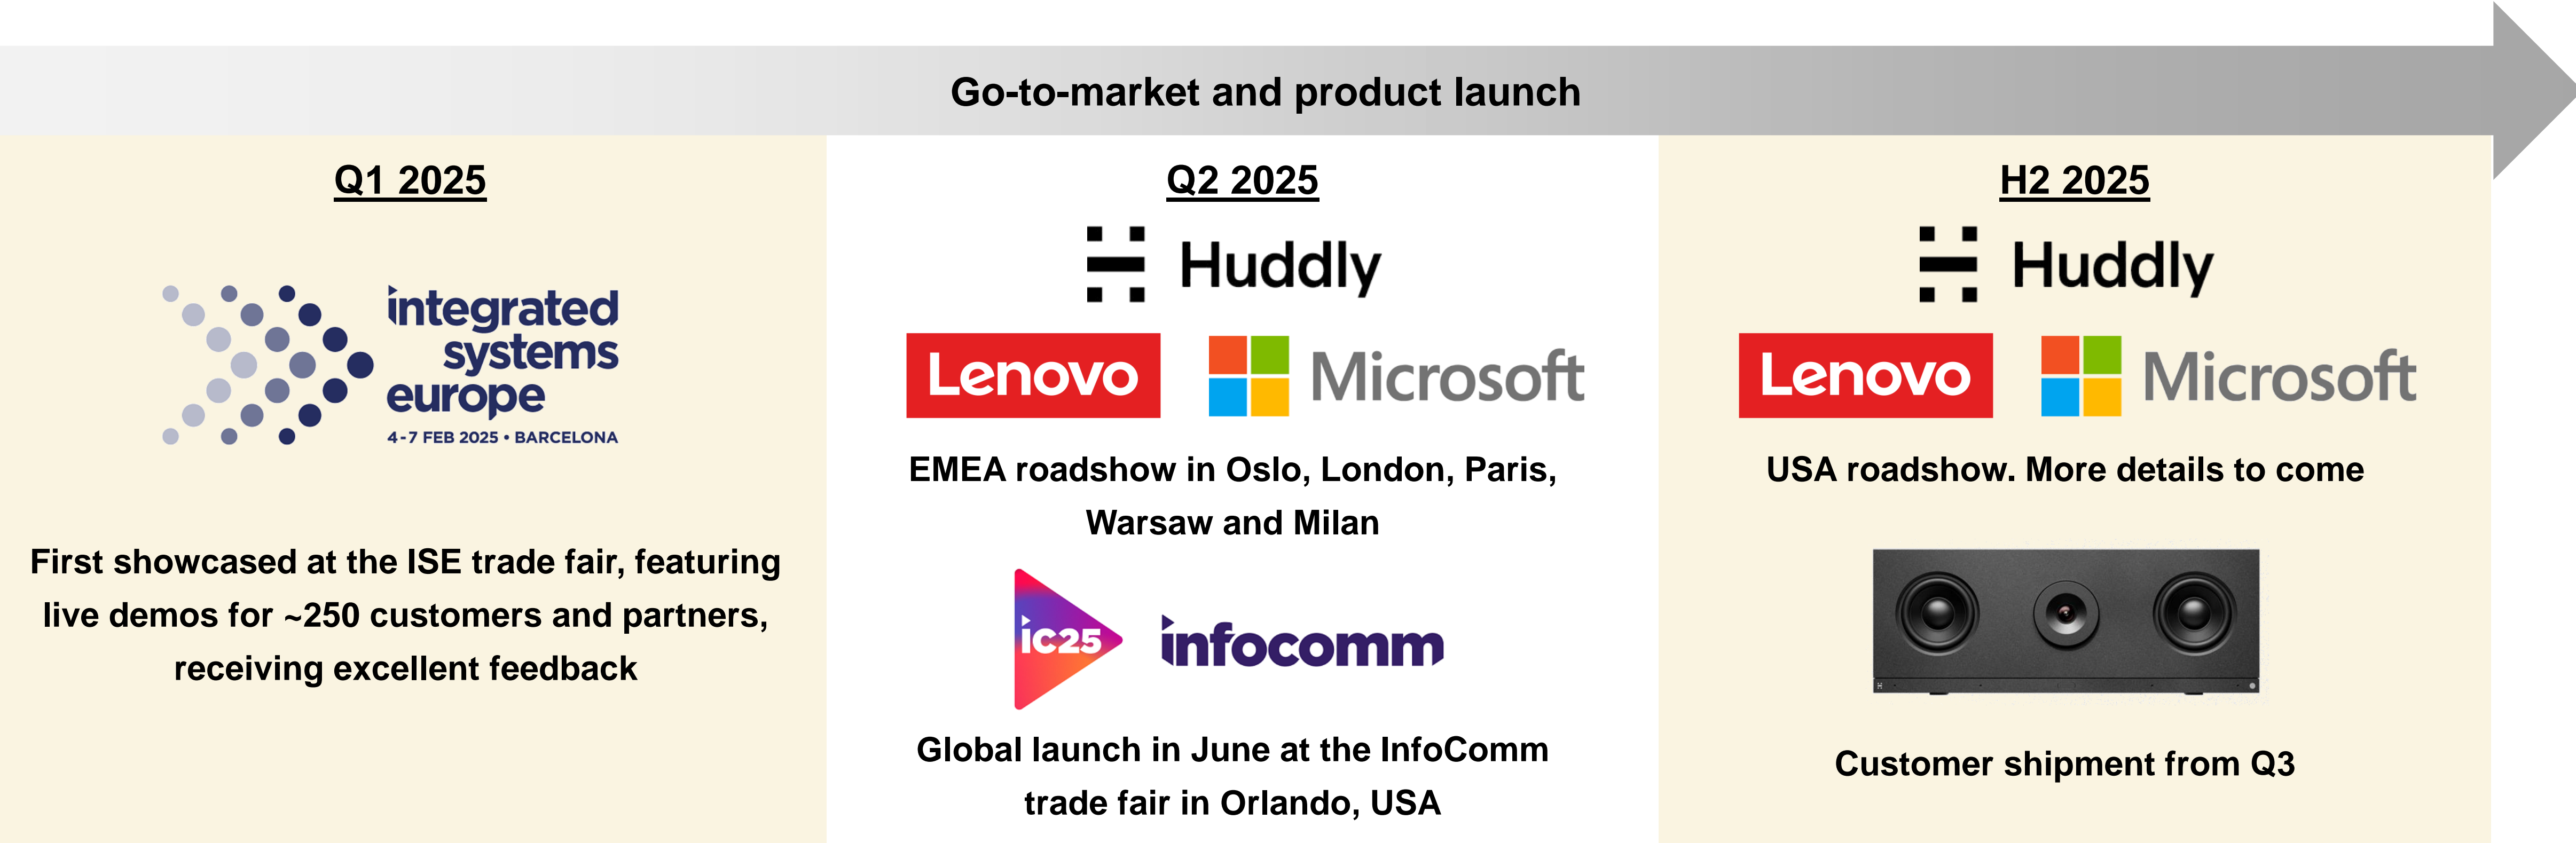 Go-to-market and product launch
Q1 2025
integrated
systems
europe
4-7 FEB 2025 • BARCELONA
First showcased at the ISE trade fair, featuring
live demos for ~250 customers and partners,
receiving excellent feedback
Q2 2025
Huddly
Lenovo
Microsoft
EMEA roadshow in Oslo, London, Paris,
Warsaw and Milan
ic25
infocomm
Global launch in June at the InfoComm
trade fair in Orlando, USA
H2 2025
Huddly
Lenovo
Microsoft
USA roadshow. More details to come
Customer shipment from Q3